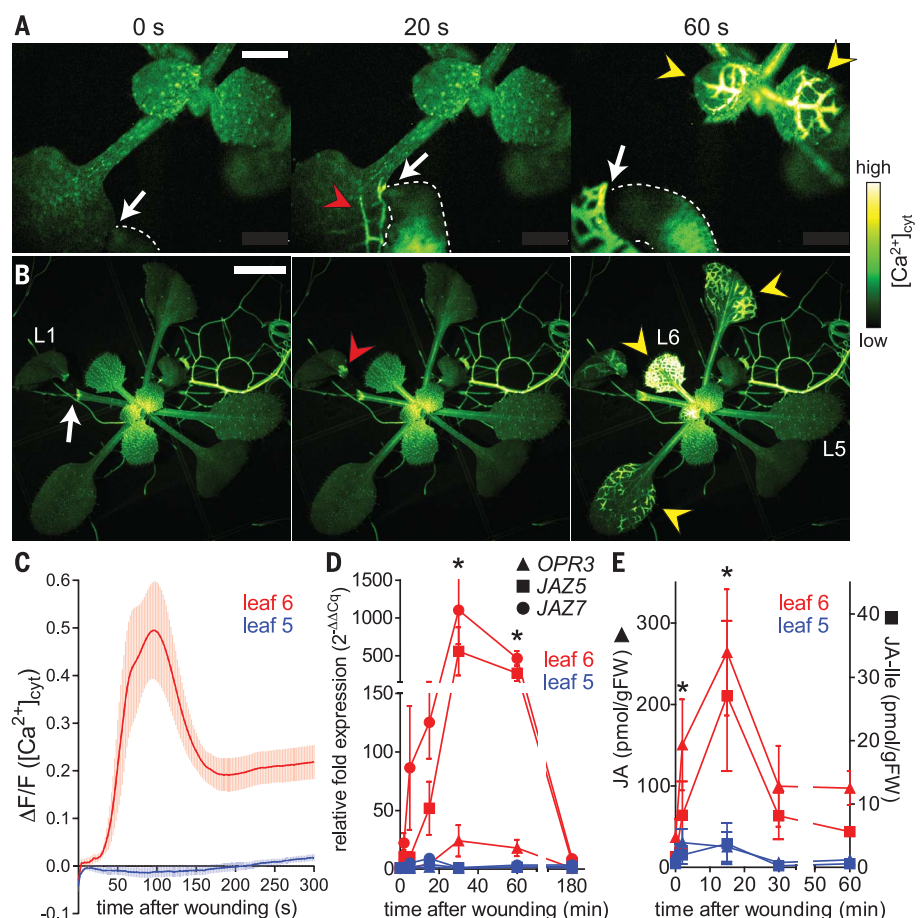 A
0 s
20 s
60 s
high
[Ca²⁺]cyt
low
B
L1
L6
L5
C
leaf 6
leaf 5
ΔF/F ([Ca²⁺]cyt)
0.6
0.5
0.4
0.3
0.2
0.1
0.0
-0.1
50 100 150 200 250 300
time after wounding (s)
D
*
*
OPR3
JAZ5
JAZ7
leaf 6
leaf 5
relative fold expression (2^-ΔΔCq)
1500
1000
500
150
100
50
0
0 30 60 180
time after wounding (min)
E
*
*
leaf 6
leaf 5
JA (pmol/gFW)
300
200
100
0
JA-Ile (pmol/gFW)
40
30
20
10
0
0 10 20 30 50 60
time after wounding (min)